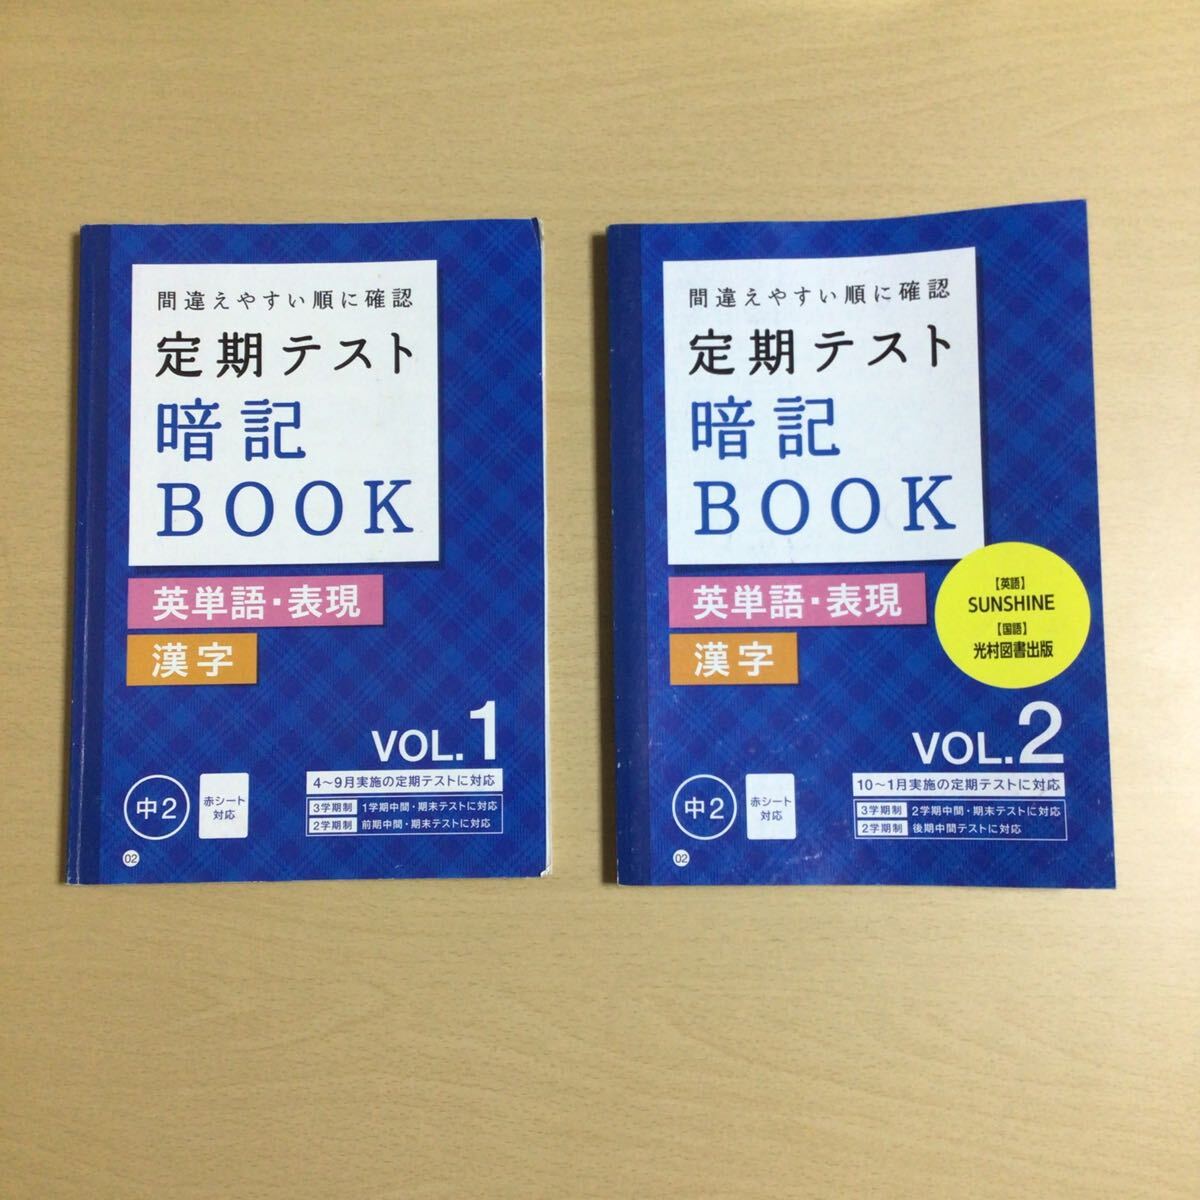 間違えやすい順に確認
定期テスト
暗記
BOOK
英単語・表現
漢字
VOL.1
4〜9月実施の定期テストに対応
3学期制 1学期中間・期末テストに対応
2学期制 前期中間・期末テストに対応
中2
赤シート
対応
02
間違えやすい順に確認
定期テスト
暗記
BOOK
英単語・表現
漢字
【英語】
SUNSHINE
【国語】
光村図書出版
VOL.2
10〜1月実施の定期テストに対応
3学期制 2学期中間・期末テストに対応
2学期制 後期中間テストに対応
中2
赤シート
対応
02